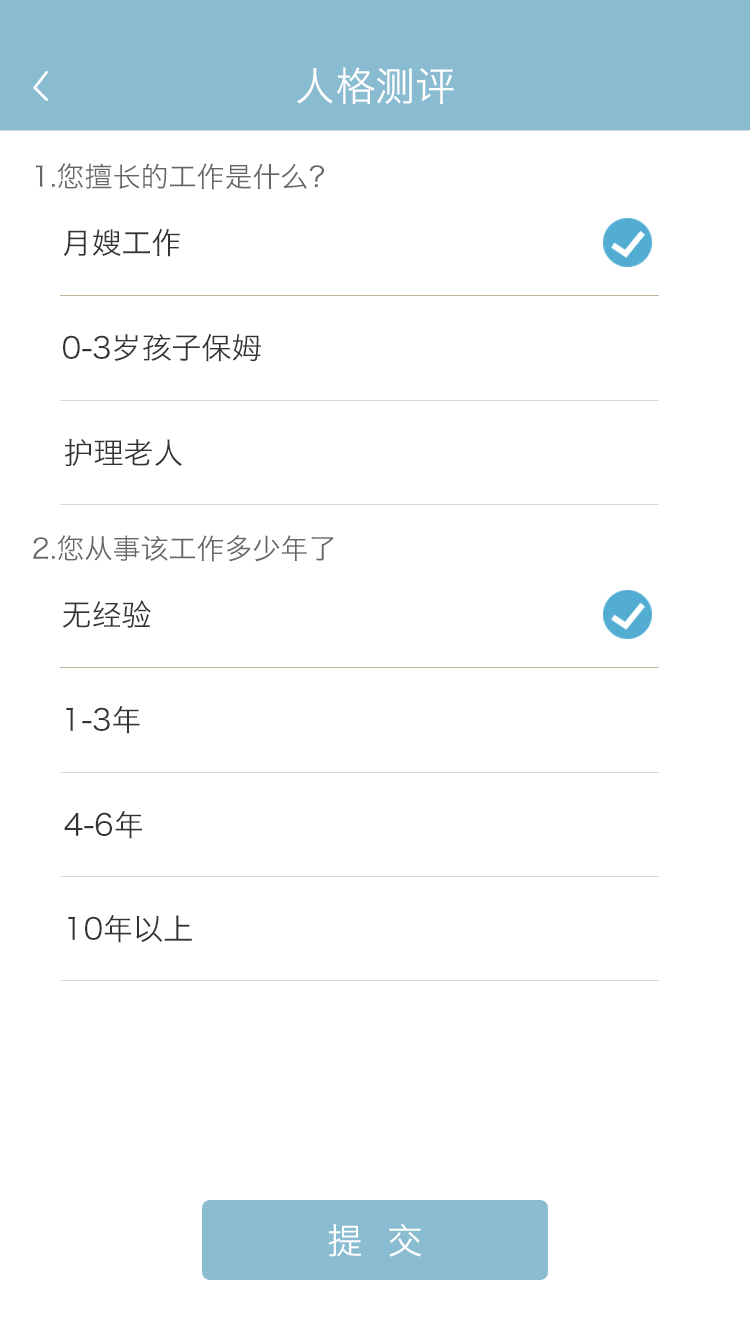 人格测评
1.您擅长的工作是什么?
月嫂工作
0-3岁孩子保姆
护理老人
2.您从事该工作多少年了
无经验
1-3年
4-6年
10年以上
提 交